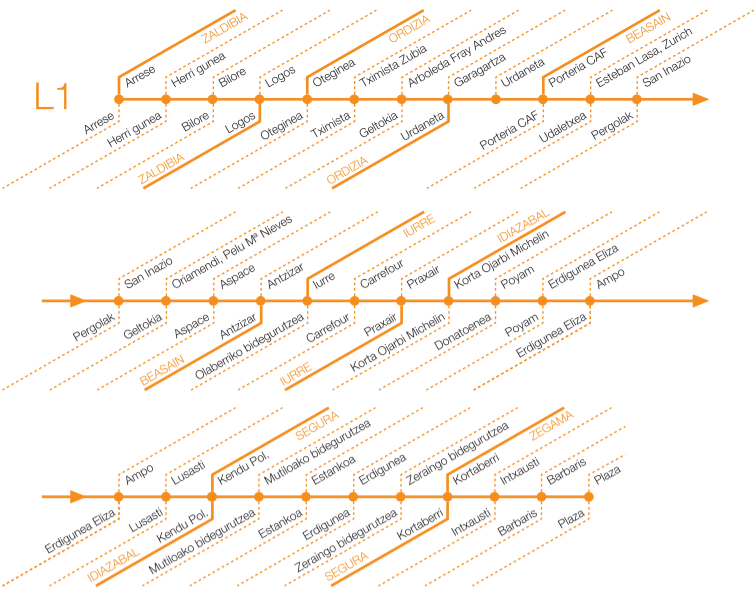 ZALDIBIA
ORDIZIA
BEASAIN
L1
Arrese
Herri gunea
Bilore
Logos
Oteginea
Tximista Zubia
Arboleda Fray Andres
Garagartza
Urdaneta
Porteria CAF
Esteban Lasa, Zurich
San Inazio
Arrese
Herri gunea
Bilore
Logos
Oteginea
Tximista
Geltokia
Urdaneta
Porteria CAF
Udaletxea
Pergolak
ZALDIBIA
ORDIZIA
IURRE
IDIAZABAL
San Inazio
Oriamendi, Pelu Mª Nieves
Aspace
Antzizar
Iurre
Carrefour
Praxair
Korta Ojarbi Michelin
Poyam
Erdigunea Eliza
Ampo
Pergolak
Geltokia
Aspace
Antzizar
Olaberriko bidegurutzea
Carrefour
Praxair
Korta Ojarbi Michelin
Donatoenea
Poyam
Erdigunea Eliza
BEASAIN
IURRE
SEGURA
ZEGAMA
Ampo
Lusasti
Kendu Pol.
Mutiloako bidegurutzea
Estankoa
Erdigunea
Zeraingo bidegurutzea
Kortaberri
Intxausti
Barbaris
Plaza
Erdigunea Eliza
Lusasti
Kendu Pol.
Mutiloako bidegurutzea
Estankoa
Erdigunea
Zeraingo bidegurutzea
Kortaberri
Intxausti
Barbaris
Plaza
IDIAZABAL
SEGURA